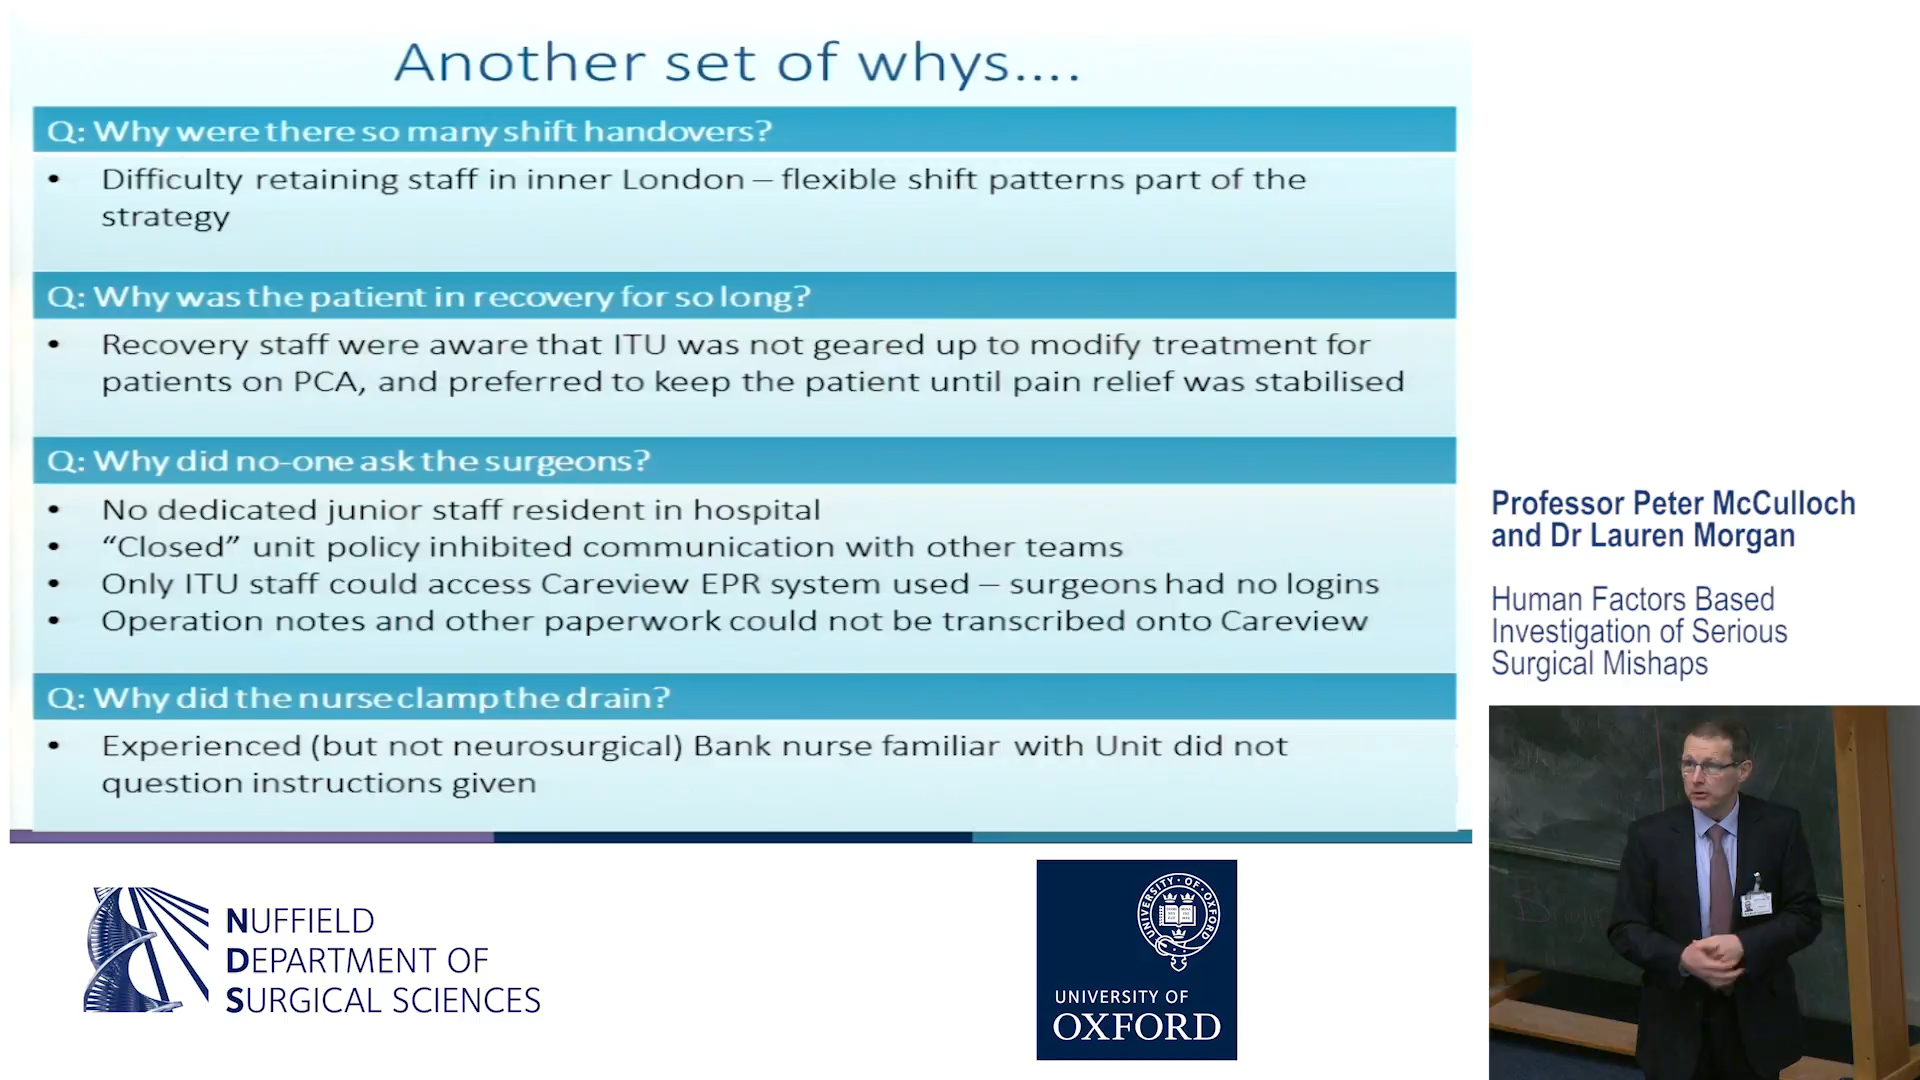 Another set of whys....
Q: Why were there so many shift handovers?
• Difficulty retaining staff in inner London – flexible shift patterns part of the
strategy
Q: Why was the patient in recovery for so long?
• Recovery staff were aware that ITU was not geared up to modify treatment for
patients on PCA, and preferred to keep the patient until pain relief was stabilised
Q: Why did no-one ask the surgeons?
• No dedicated junior staff resident in hospital
• “Closed” unit policy inhibited communication with other teams
• Only ITU staff could access Careview EPR system used – surgeons had no logins
• Operation notes and other paperwork could not be transcribed onto Careview
Q: Why did the nurse clamp the drain?
• Experienced (but not neurosurgical) Bank nurse familiar with Unit did not
question instructions given
Professor Peter McCulloch
and Dr Lauren Morgan
Human Factors Based
Investigation of Serious
Surgical Mishaps
NUFFIELD
DEPARTMENT OF
SURGICAL SCIENCES
UNIVERSITY · OF · OXFORD
UNIVERSITY OF
OXFORD